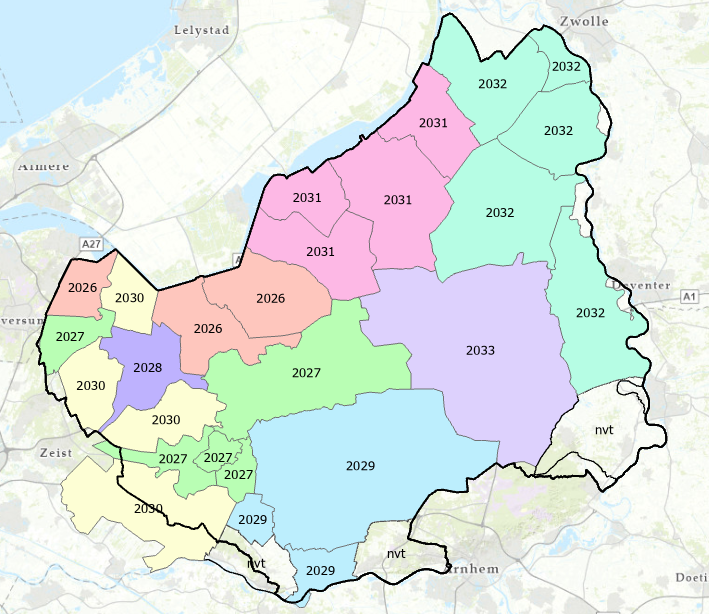 Zwolle
Lelystad
2032
2032
2031
2032
Almere
2031
2031
2032
A27
2031
Deventer
2026
2030
2026
A1
2032
versum
2026
2027
2033
2028
2027
2030
2030
nvt
Zeist
2027
2027
2029
2027
2030
2029
nvt
nvt
2029
rnhem
Doeti